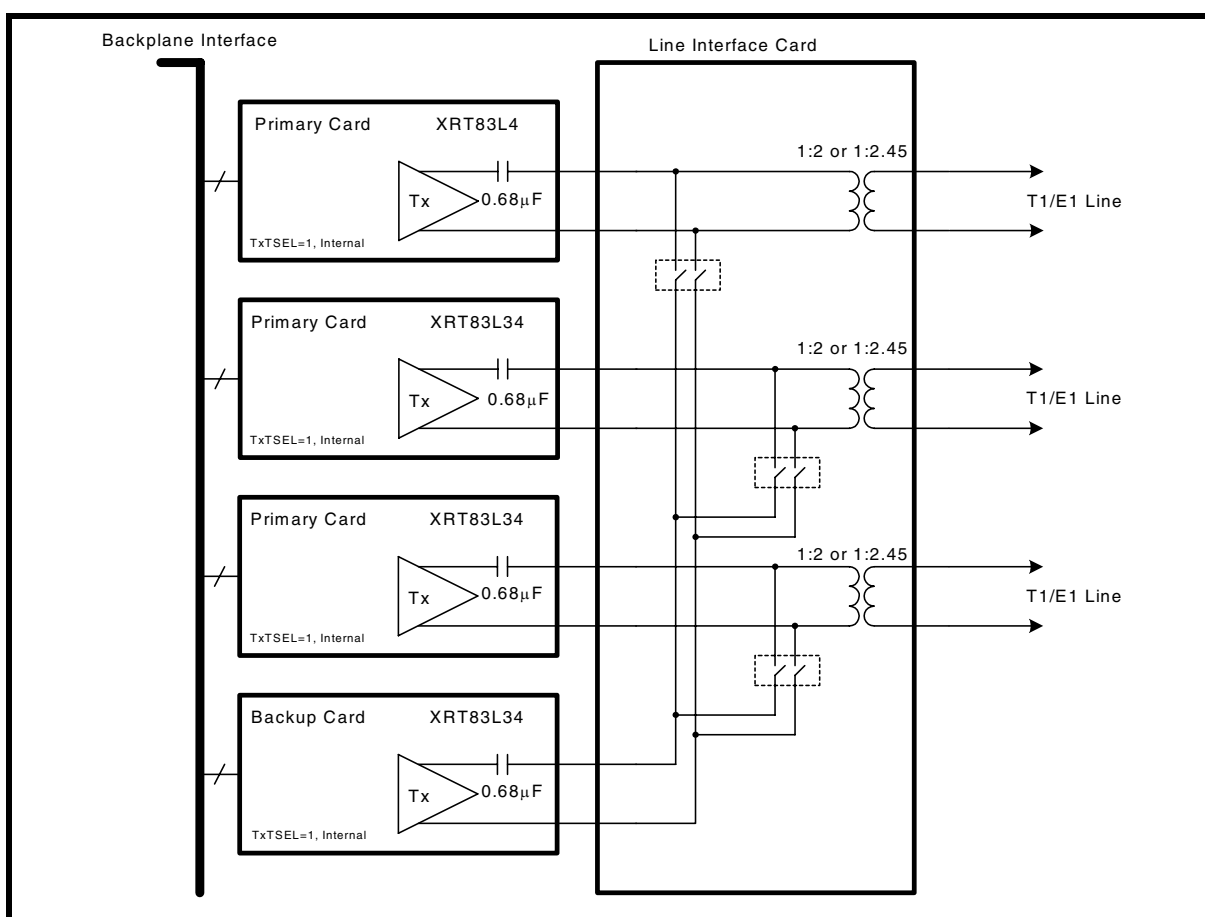 Backplane Interface
Line Interface Card
Primary Card XRT83L4
1:2 or 1:2.45
Tx
0.68μF
T1/E1 Line
TxTSEL=1, Internal
Primary Card XRT83L34
1:2 or 1:2.45
Tx
0.68μF
T1/E1 Line
TxTSEL=1, Internal
Primary Card XRT83L34
1:2 or 1:2.45
Tx
0.68μF
T1/E1 Line
TxTSEL=1, Internal
Backup Card XRT83L34
Tx
0.68μF
TxTSEL=1, Internal